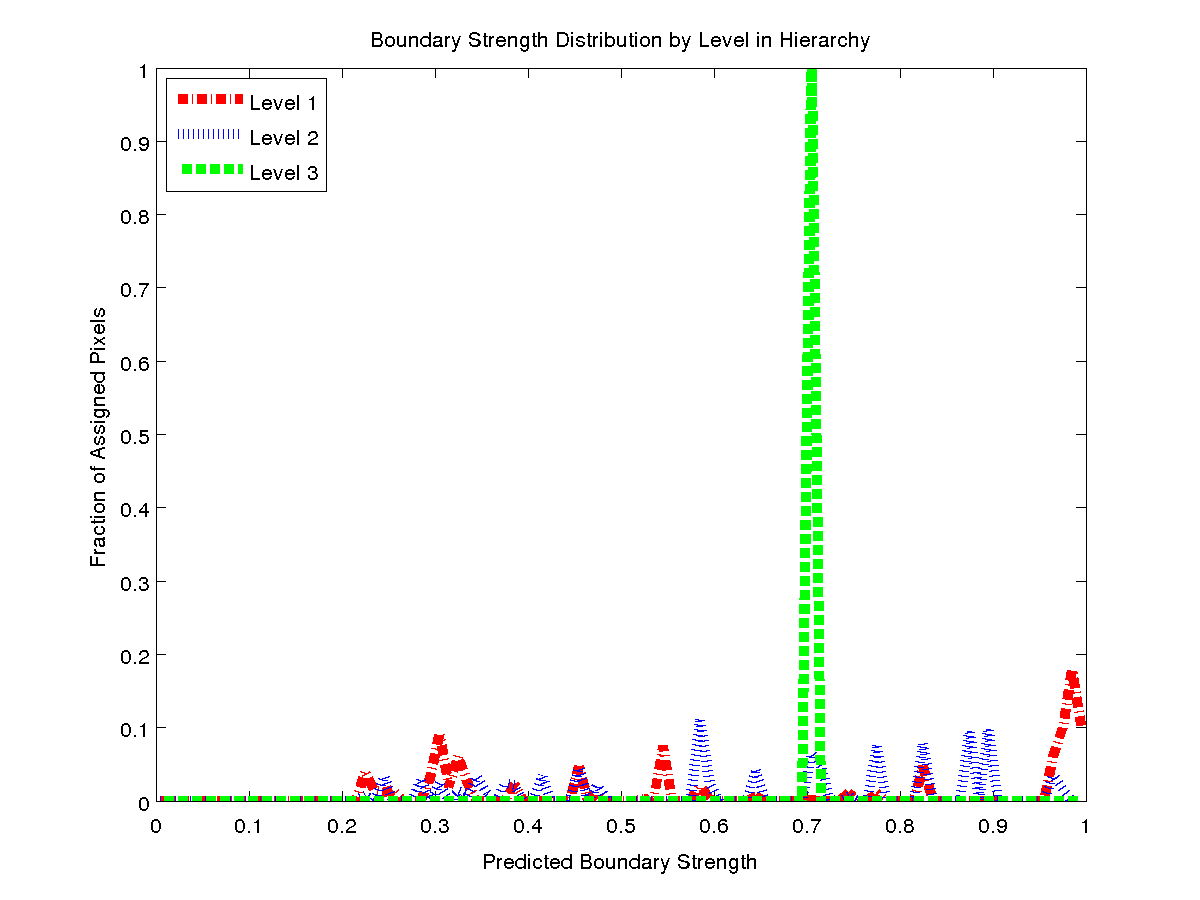 Boundary Strength Distribution by Level in Hierarchy
1
0.9
0.8
0.7
0.6
0.5
0.4
0.3
0.2
0.1
0
Level 1
Level 2
Level 3
Fraction of Assigned Pixels
0 0.1 0.2 0.3 0.4 0.5 0.6 0.7 0.8 0.9 1
Predicted Boundary Strength